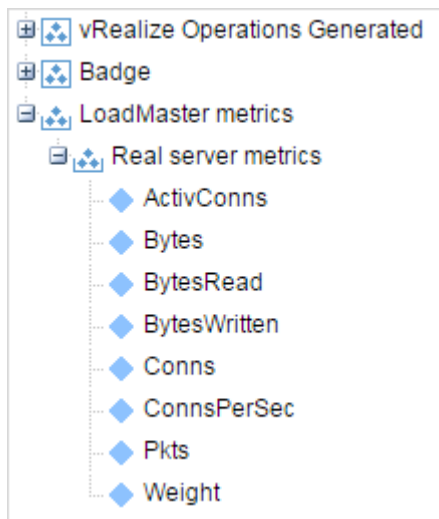 vRealize Operations Generated
Badge
LoadMaster metrics
Real server metrics
ActivConns
Bytes
BytesRead
BytesWritten
Conns
ConnsPerSec
Pkts
Weight